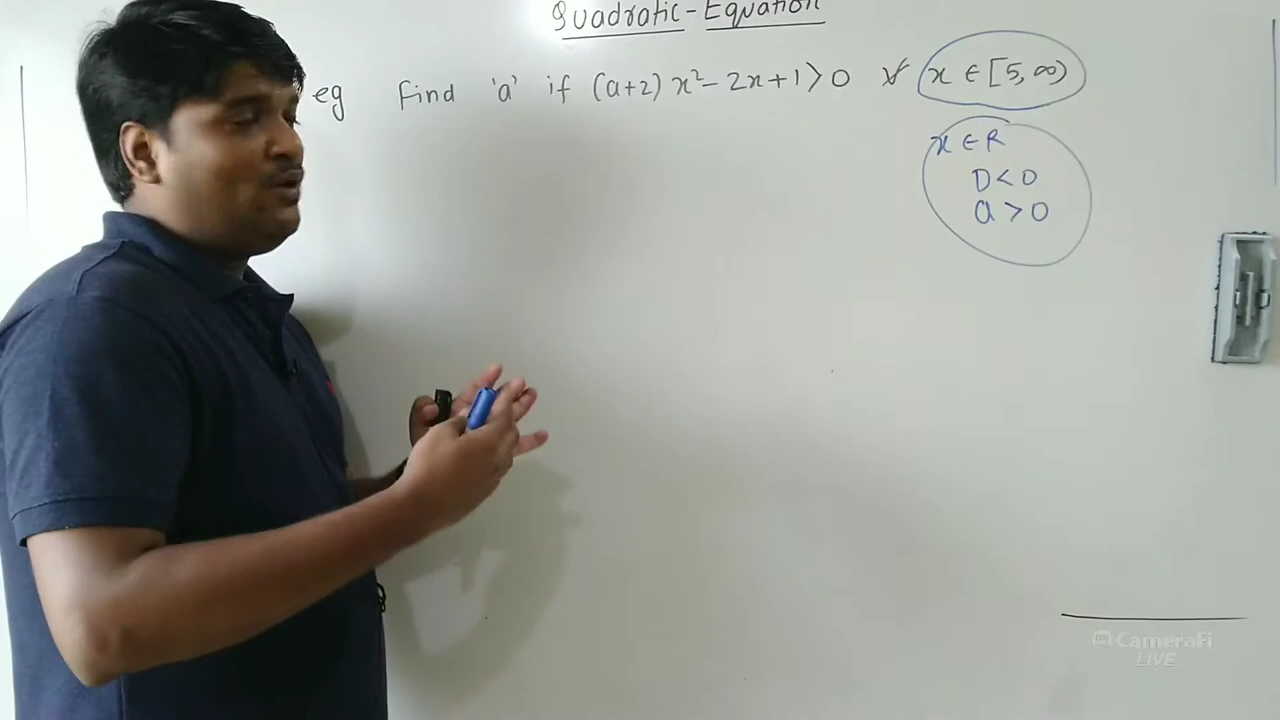 Quadratic-Equation
eg Find 'a' if (a+2)x²-2x+1>0 ∀ x∈[5,∞)
x∈R
D<0
a>0
CameraFi
LIVE